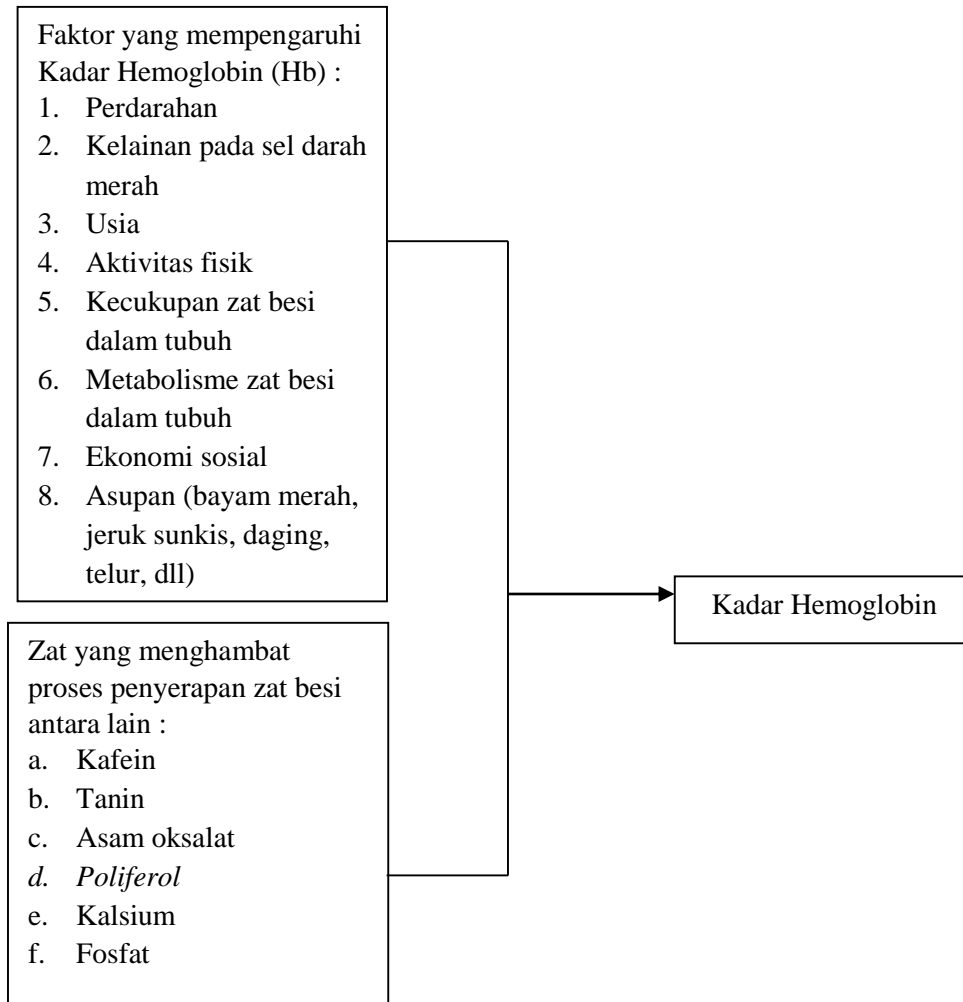 Faktor yang mempengaruhi
Kadar Hemoglobin (Hb) :
1. Perdarahan
2. Kelainan pada sel darah
merah
3. Usia
4. Aktivitas fisik
5. Kecukupan zat besi
dalam tubuh
6. Metabolisme zat besi
dalam tubuh
7. Ekonomi sosial
8. Asupan (bayam merah,
jeruk sunkis, daging,
telur, dll)
Kadar Hemoglobin
Zat yang menghambat
proses penyerapan zat besi
antara lain :
a. Kafein
b. Tanin
c. Asam oksalat
d. Poliferol
e. Kalsium
f. Fosfat